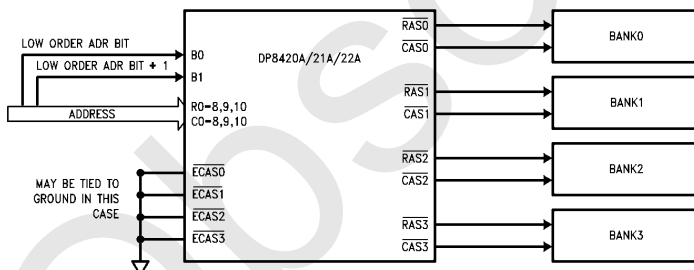 LOW ORDER ADR BIT
LOW ORDER ADR BIT + 1
ADDRESS
B0
B1
R0=8,9,10
C0=8,9,10
DP8420A/21A/22A
ECAS0
ECAS1
ECAS2
ECAS3
MAY BE TIED TO
GROUND IN THIS
CASE
RAS0
CAS0
BANK0
RAS1
CAS1
BANK1
RAS2
CAS2
BANK2
RAS3
CAS3
BANK3